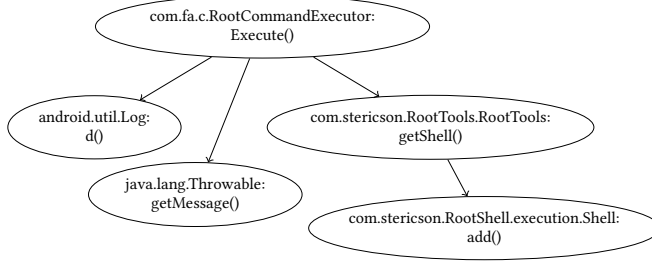 com.fa.c.RootCommandExecutor:
Execute()
android.util.Log:
d()
com.stericson.RootTools.RootTools:
getShell()
java.lang.Throwable:
getMessage()
com.stericson.RootShell.execution.Shell:
add()